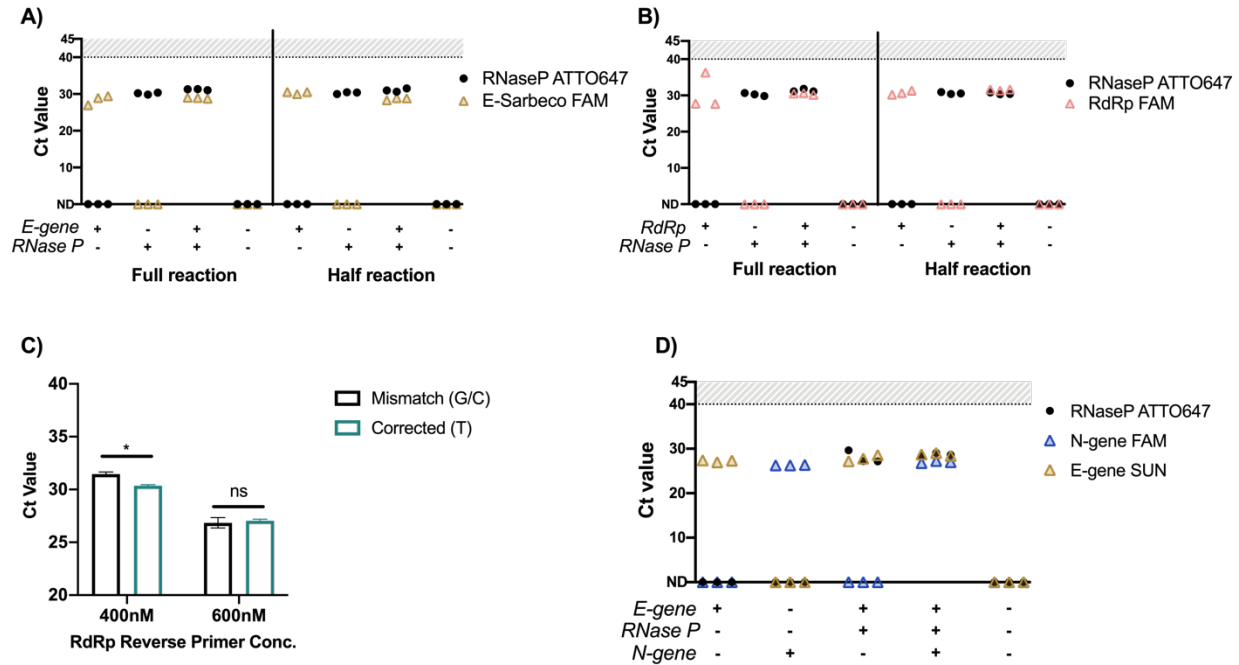 A)
45
40
30
20
10
ND
Ct Value
RNaseP ATTO647
E-Sarbeco FAM
E-gene + - + - + - + -
RNase P - + + - - + + -
Full reaction Half reaction
B)
45
40
30
20
10
ND
Ct Value
RNaseP ATTO647
RdRp FAM
RdRp + - + - + - + -
RNase P - + + - - + + -
Full reaction Half reaction
C)
40
35
30
25
20
Ct Value
* ns
Mismatch (G/C)
Corrected (T)
400nM 600nM
RdRp Reverse Primer Conc.
D)
45
40
30
20
10
ND
Ct value
RNaseP ATTO647
N-gene FAM
E-gene SUN
E-gene + - + + -
RNase P - - + + -
N-gene - + - + -